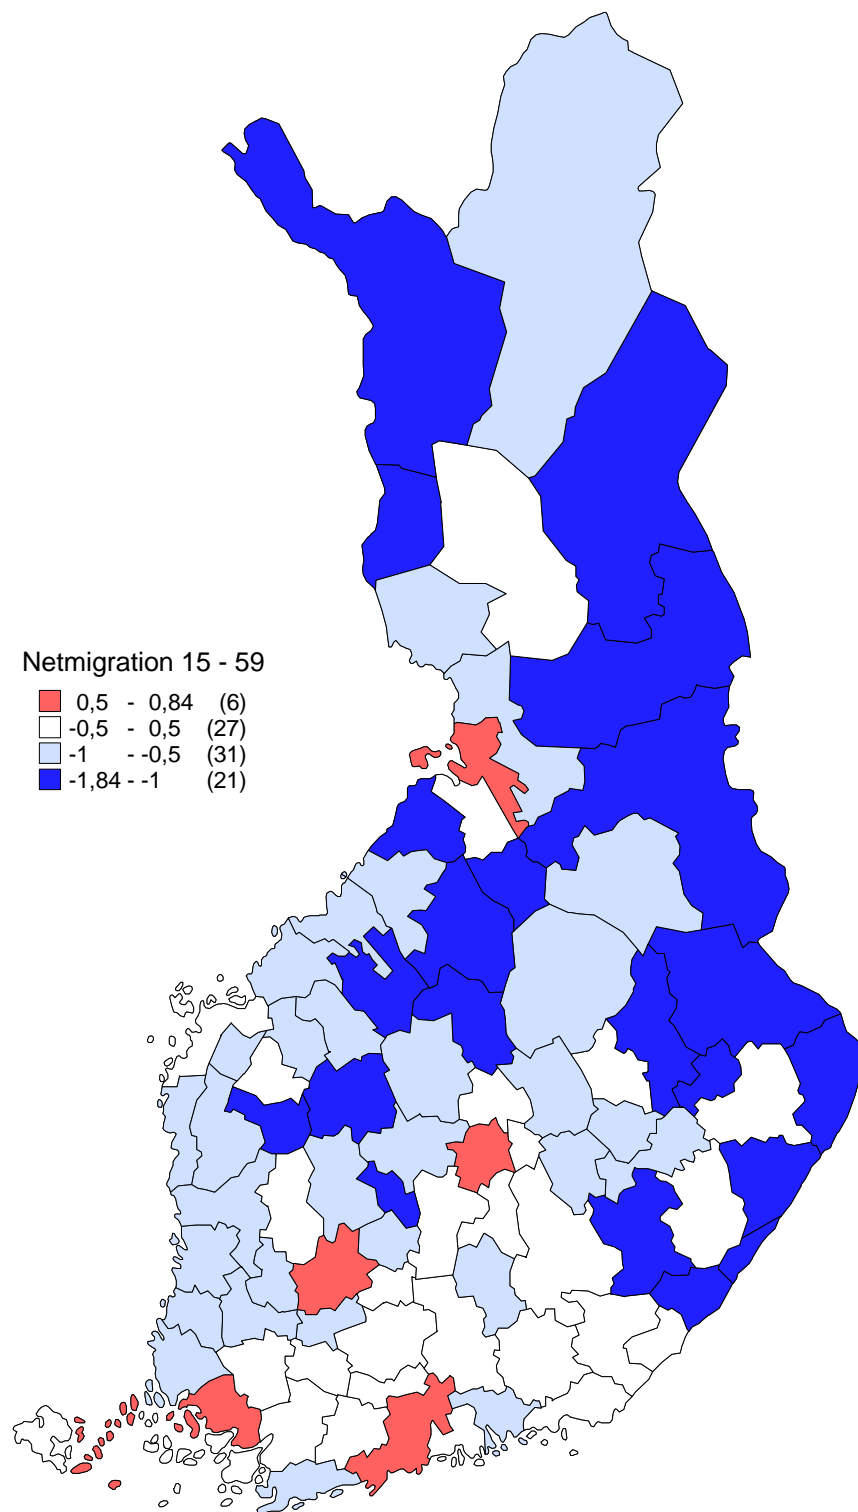 Netmigration 15 - 59
0,5 - 0,84 (6)
-0,5 - 0,5 (27)
-1 - -0,5 (31)
-1,84 - -1 (21)